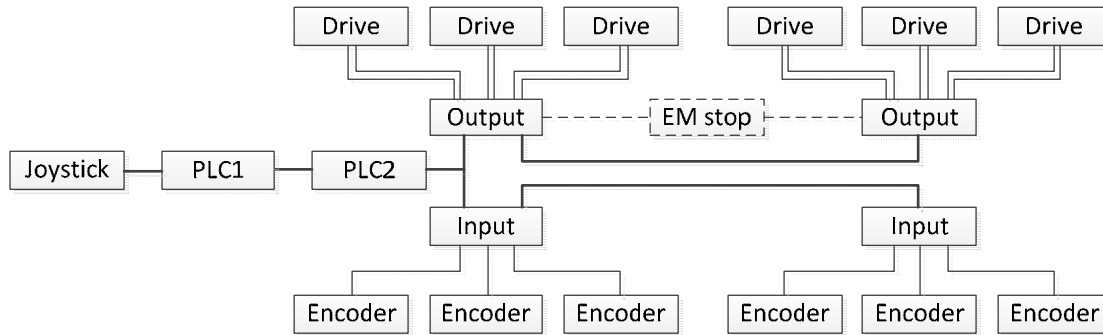 Drive Drive Drive Drive Drive Drive
Output EM stop Output
Joystick PLC1 PLC2
Input Input
Encoder Encoder Encoder Encoder Encoder Encoder